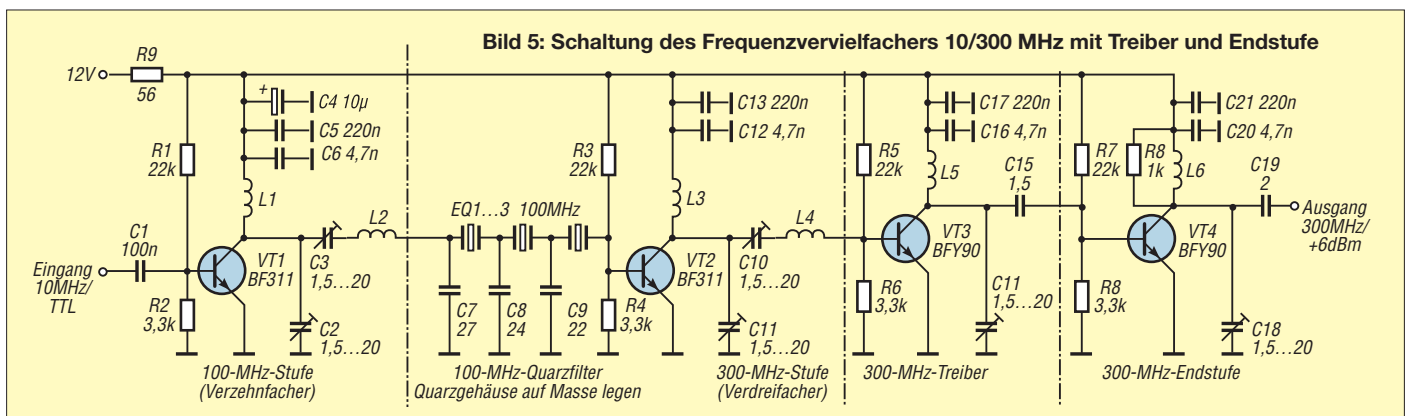 Bild 5: Schaltung des Frequenzvervielfachers 10/300 MHz mit Treiber und Endstufe
12V
R9
56
+
C4 10µ
C5 220n
C6 4,7n
R1
22k
L1
C1
100n
Eingang
10MHz/
TTL
R2
3,3k
VT1
BF311
C3
1,5...20
C2
1,5...20
L2
100-MHz-Stufe
(Verzehnfacher)
EQ1...3 100MHz
C7
27
C8
24
C9
22
100-MHz-Quarzfilter
Quarzgehäuse auf Masse legen
R3
22k
R4
3,3k
C13 220n
C12 4,7n
L3
VT2
BF311
C10
1,5...20
C11
1,5...20
L4
300-MHz-Stufe
(Verdreifacher)
R5
22k
R6
3,3k
C17 220n
C16 4,7n
L5
C15
1,5
VT3
BFY90
C11
1,5...20
300-MHz-Treiber
R7
22k
R8
3,3k
C21 220n
C20 4,7n
R8
1k
L6
C19
2
VT4
BFY90
Ausgang
300MHz/
+6dBm
C18
1,5...20
300-MHz-Endstufe